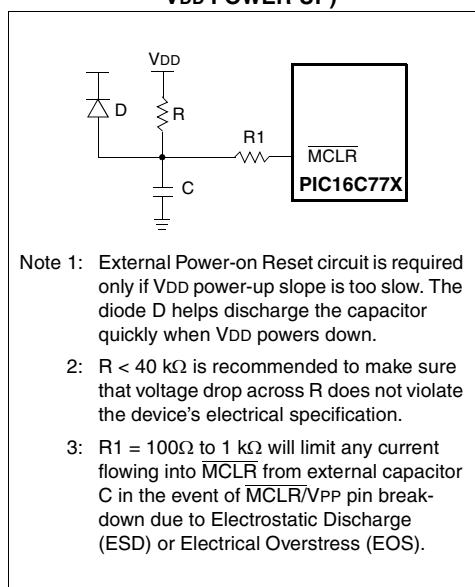 VDD POWER-UP)
VDD
D
R
R1
MCLR
PIC16C77X
C
Note 1: External Power-on Reset circuit is required
only if VDD power-up slope is too slow. The
diode D helps discharge the capacitor
quickly when VDD powers down.
2: R < 40 kΩ is recommended to make sure
that voltage drop across R does not violate
the device's electrical specification.
3: R1 = 100Ω to 1 kΩ will limit any current
flowing into MCLR from external capacitor
C in the event of MCLR/VPP pin break-
down due to Electrostatic Discharge
(ESD) or Electrical Overstress (EOS).